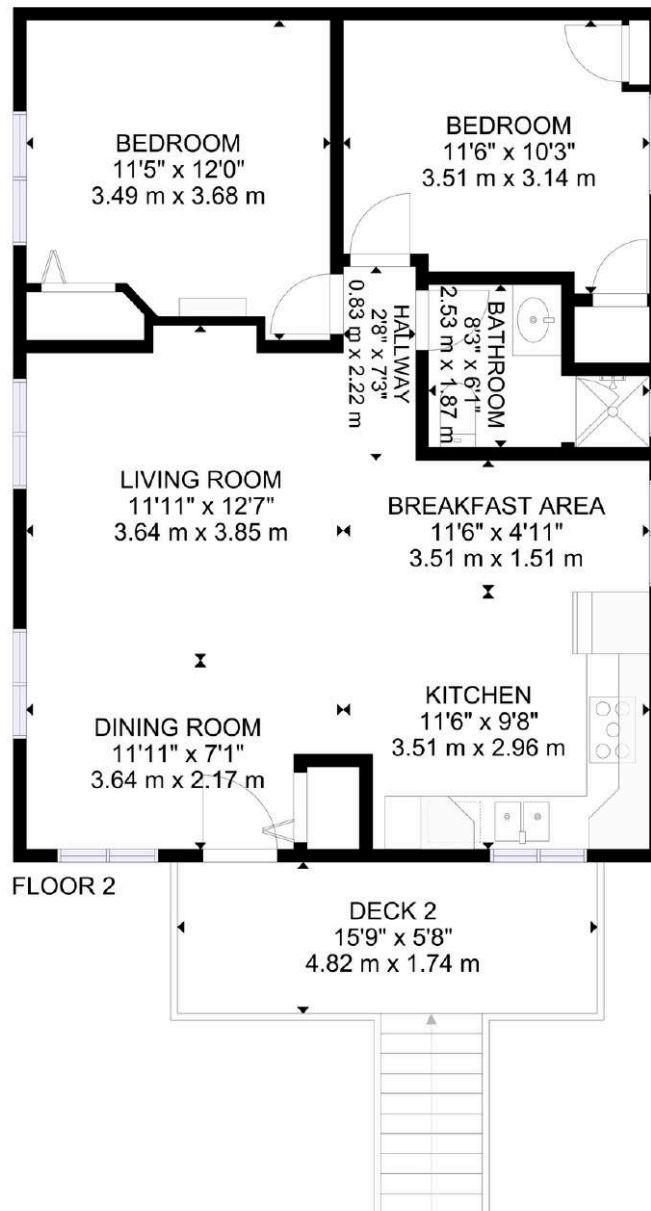 BEDROOM
11'5" x 12'0"
3.49 m x 3.68 m
BEDROOM
11'6" x 10'3"
3.51 m x 3.14 m
HALLWAY
2'8" x 7'3"
0.83 m x 2.22 m
BATHROOM
8'3" x 6'1"
2.53 m x 1.87 m
LIVING ROOM
11'11" x 12'7"
3.64 m x 3.85 m
BREAKFAST AREA
11'6" x 4'11"
3.51 m x 1.51 m
DINING ROOM
11'11" x 7'1"
3.64 m x 2.17 m
KITCHEN
11'6" x 9'8"
3.51 m x 2.96 m
FLOOR 2
DECK 2
15'9" x 5'8"
4.82 m x 1.74 m